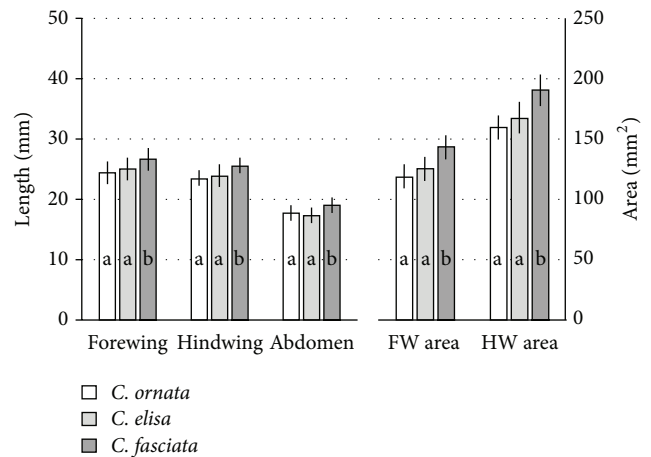 50
40
30
20
10
0
Length (mm)
a a b
a a b
a a b
a a b
a a b
250
200
150
100
50
0
Area (mm²)
Forewing Hindwing Abdomen FW area HW area
C. ornata
C. elisa
C. fasciata